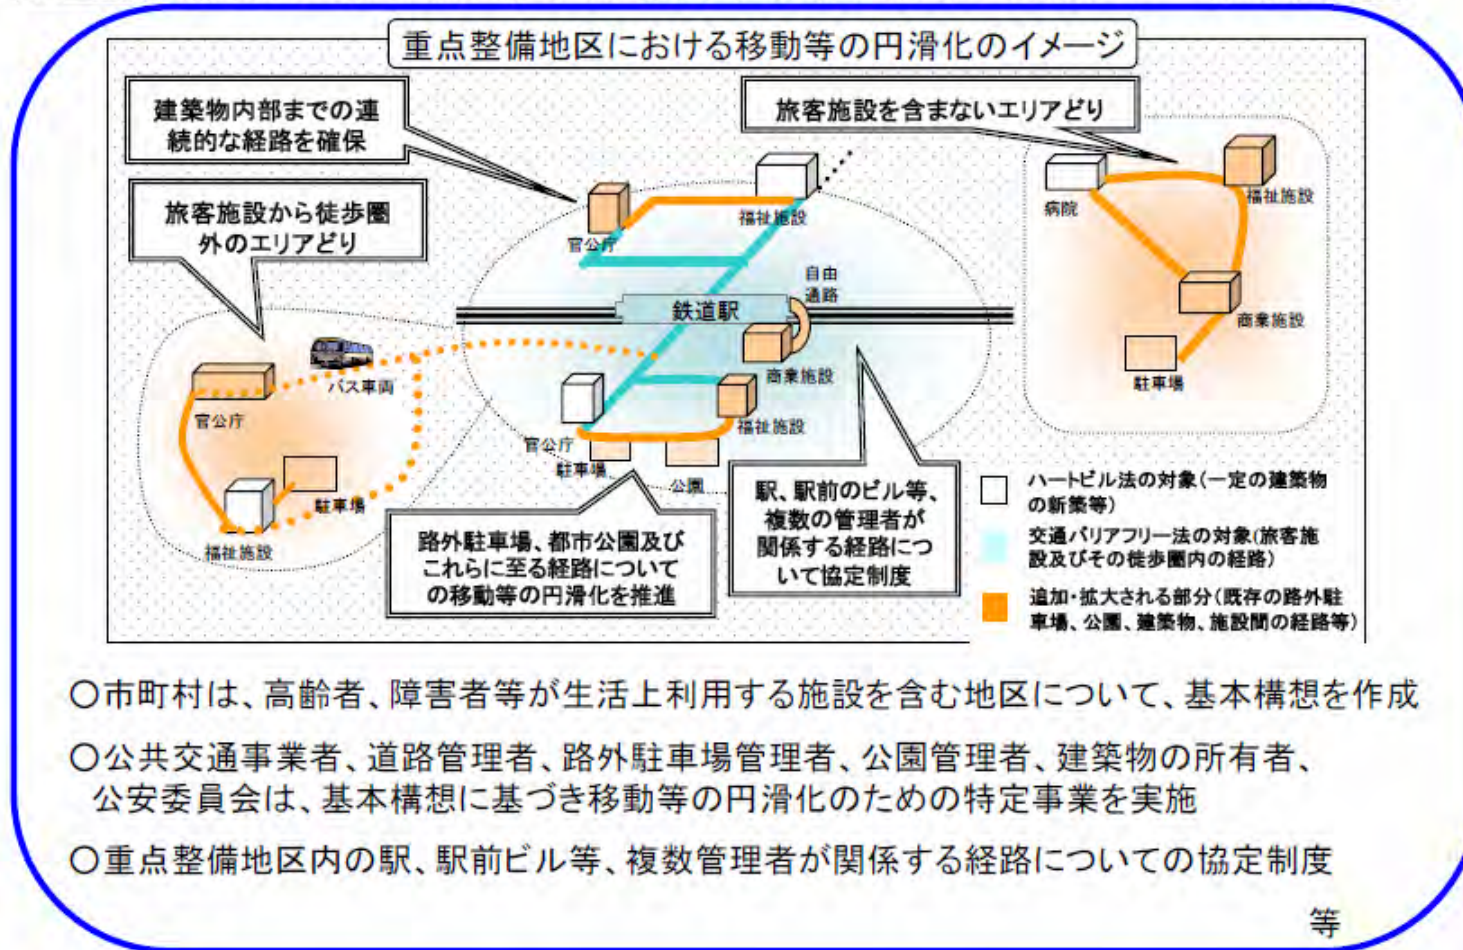 重点整備地区における移動等の円滑化のイメージ
建築物内部までの連
続的な経路を確保
旅客施設を含まないエリアどり
旅客施設から徒歩圏
外のエリアどり
官公庁
福祉施設
自由
通路
鉄道駅
商業施設
病院
福祉施設
商業施設
駐車場
バス車両
官公庁
駐車場
福祉施設
官公庁
駐車場
公園
福祉施設
路外駐車場、都市公園及び
これらに至る経路について
の移動等の円滑化を推進
駅、駅前のビル等、
複数の管理者が
関係する経路につ
いて協定制度
ハートビル法の対象(一定の建築物
の新築等)
交通バリアフリー法の対象(旅客施
設及びその徒歩圏内の経路)
追加・拡大される部分(既存の路外駐
車場、公園、建築物、施設間の経路等)
〇市町村は、高齢者、障害者等が生活上利用する施設を含む地区について、基本構想を作成
〇公共交通事業者、道路管理者、路外駐車場管理者、公園管理者、建築物の所有者、
公安委員会は、基本構想に基づき移動等の円滑化のための特定事業を実施
〇重点整備地区内の駅、駅前ビル等、複数管理者が関係する経路についての協定制度
等